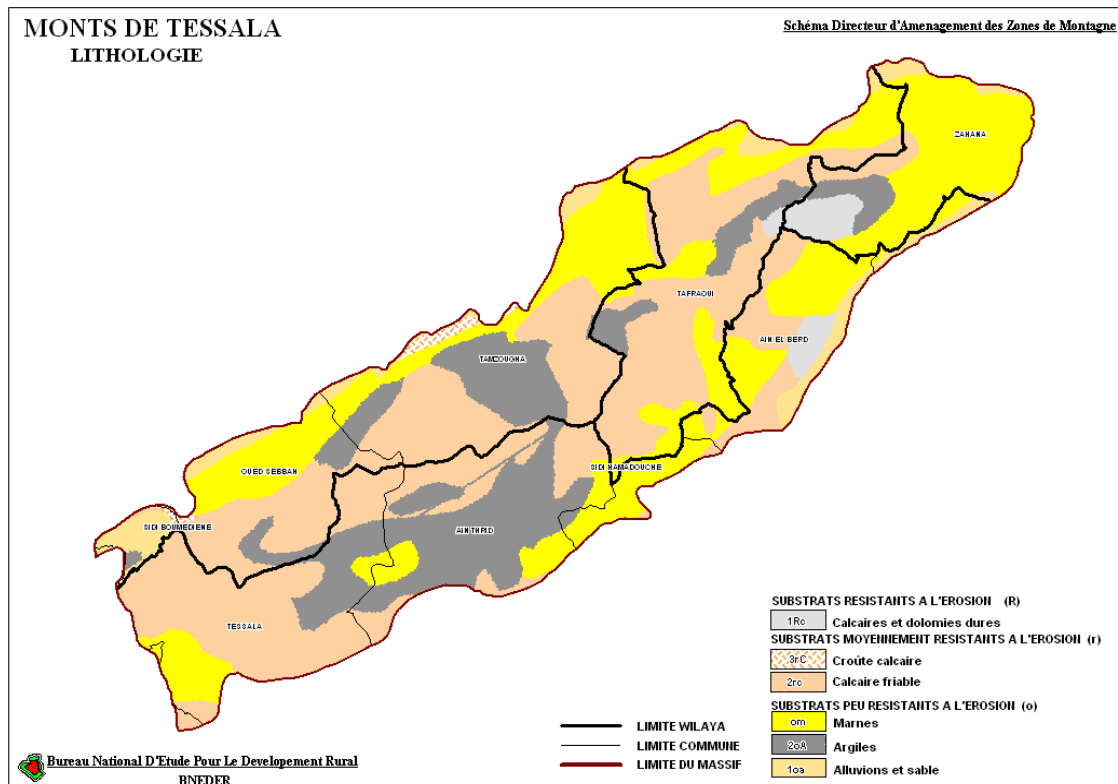 MONTS DE TESSALA
LITHOLOGIE
Schéma Directeur d'Amenagement des Zones de Montagne
ZAHANA
TAFRAOUI
AIN EL BERD
TAMZOUGHA
OUED SEBBAH
SIDI HAMADOUCHE
SIDI BOUMEDIENE
AIN THRID
TESSALA
SUBSTRATS RESISTANTS A L'EROSION (R)
1Rc Calcaires et dolomies dures
SUBSTRATS MOYENNEMENT RESISTANTS A L'EROSION (r)
3rC Croûte calcaire
2rc Calcaire friable
SUBSTRATS PEU RESISTANTS A L'EROSION (o)
om Marnes
2oA Argiles
1oa Alluvions et sable
LIMITE WILAYA
LIMITE COMMUNE
LIMITE DU MASSIF
Bureau National D'Etude Pour Le Developement Rural
BNEDER